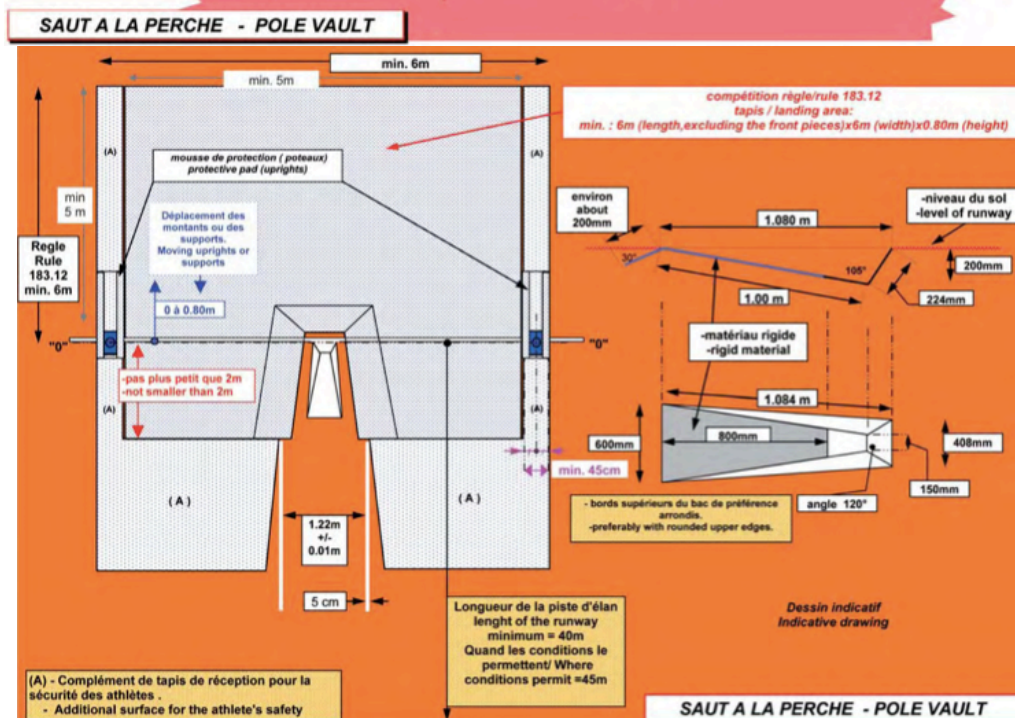 SAUT A LA PERCHE - POLE VAULT
min. 6m
min. 5m
compétition règle/rule 183.12
tapis / landing area:
min. : 6m (length,excluding the front pieces)x6m (width)x0.80m (height)
(A)
(A)
mousse de protection ( poteaux)
protective pad (uprights)
min
5 m
Regle
Rule
183.12
min. 6m
Déplacement des
montants ou des
supports.
Moving uprights or
supports
0 à 0.80m
"0"
"0"
-pas plus petit que 2m
-not smaller than 2m
(A)
(A)
min. 45cm
( A )
( A )
1.22m
+/-
0.01m
5 cm
environ
about
200mm
1.080 m
-niveau du sol
-level of runway
30°
105°
200mm
1.00 m
224mm
-matériau rigide
-rigid material
1.084 m
600mm
800mm
408mm
150mm
angle 120°
- bords supérieurs du bac de préférence
arrondis.
-preferably with rounded upper edges.
Longueur de la piste d'élan
lenght of the runway
minimum = 40m
Quand les conditions le
permettent/ Where
conditions permit =45m
Dessin indicatif
Indicative drawing
(A) - Complément de tapis de réception pour la
sécurité des athlètes .
- Additional surface for the athlete's safety
SAUT A LA PERCHE - POLE VAULT